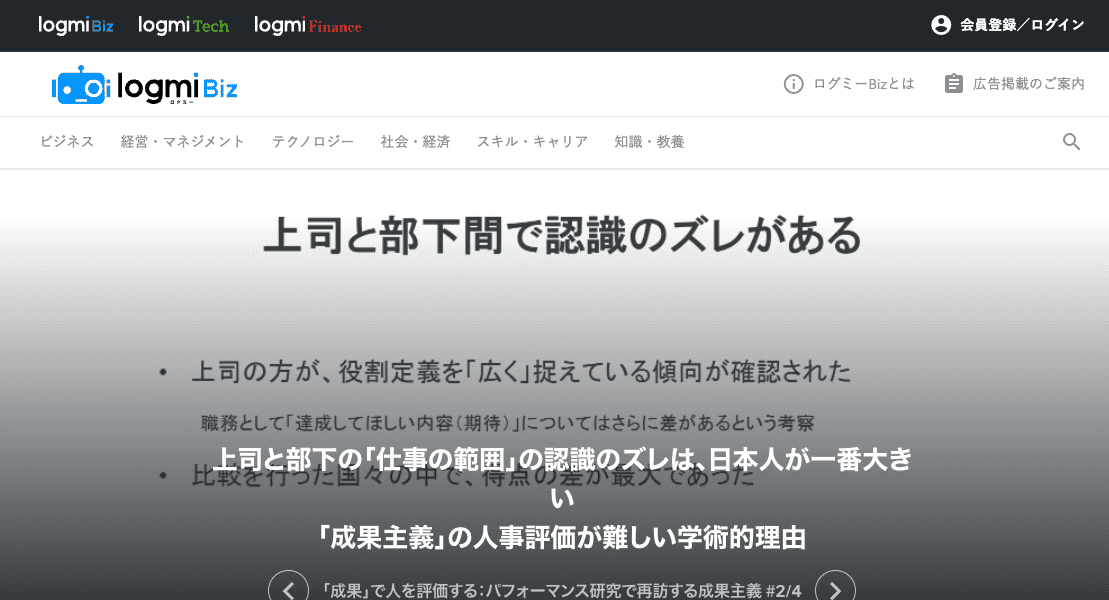 logmi Biz logmi Tech logmi Finance 会員登録／ログイン
logmi Biz ログミーBizとは 広告掲載のご案内
ログミー
ビジネス 経営・マネジメント テクノロジー 社会・経済 スキル・キャリア 知識・教養
上司と部下間で認識のズレがある
• 上司の方が、役割定義を「広く」捉えている傾向が確認された
職務として「達成してほしい内容（期待）」についてはさらに差があるという考察
上司と部下の「仕事の範囲」の認識のズレは、日本人が一番大き
• 比較を行った国々の中で、得点の差が最大であった
い
「成果主義」の人事評価が難しい学術的理由
「成果」で人を評価する：パフォーマンス研究で再訪する成果主義 #2/4